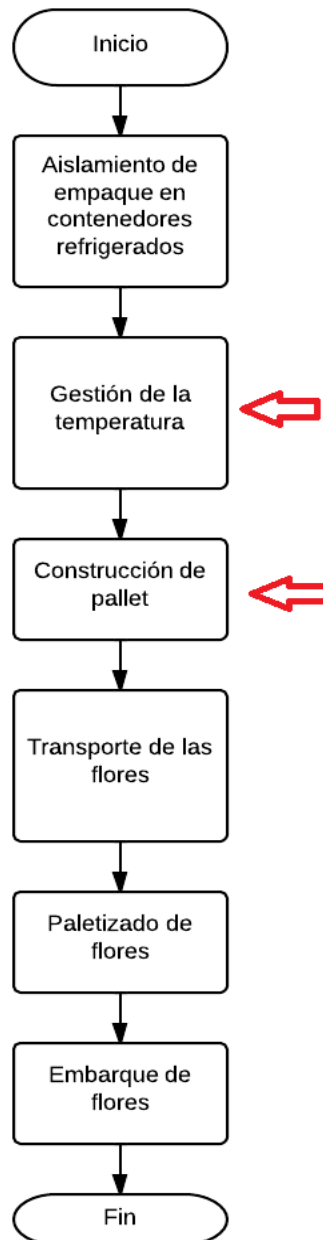 Inicio
Aislamiento de
empaque en
contenedores
refrigerados
Gestión de la
temperatura
Construcción de
pallet
Transporte de las
flores
Paletizado de
flores
Embarque de
flores
Fin